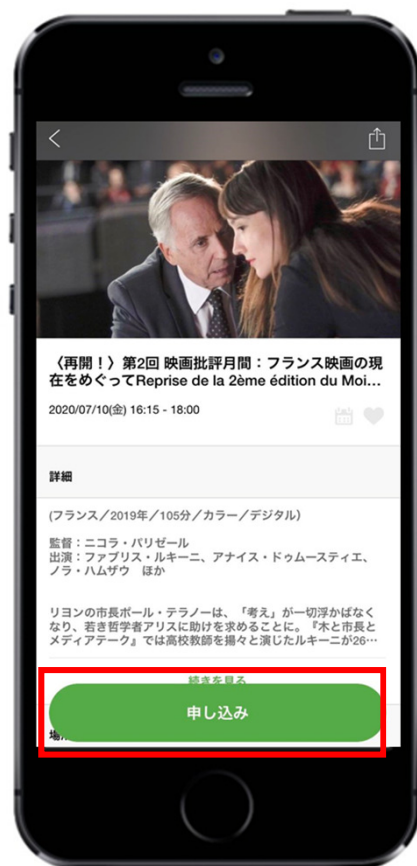 〈再開！〉第2回 映画批評月間：フランス映画の現
在をめぐってReprise de la 2ème édition du Moi...
2020/07/10(金) 16:15 - 18:00
詳細
(フランス／2019年／105分／カラー／デジタル)
監督：ニコラ・パリゼール
出演：ファブリス・ルキーニ、アナイス・ドゥムースティエ、
ノラ・ハムザウ　ほか
リヨンの市長ポール・テラノーは、「考え」が一切浮かばなく
なり、若き哲学者アリスに助けを求めることに。『木と市長と
メディアテーク』では高校教師を揚々と演じたルキーニが26…
続きを見る
申し込み